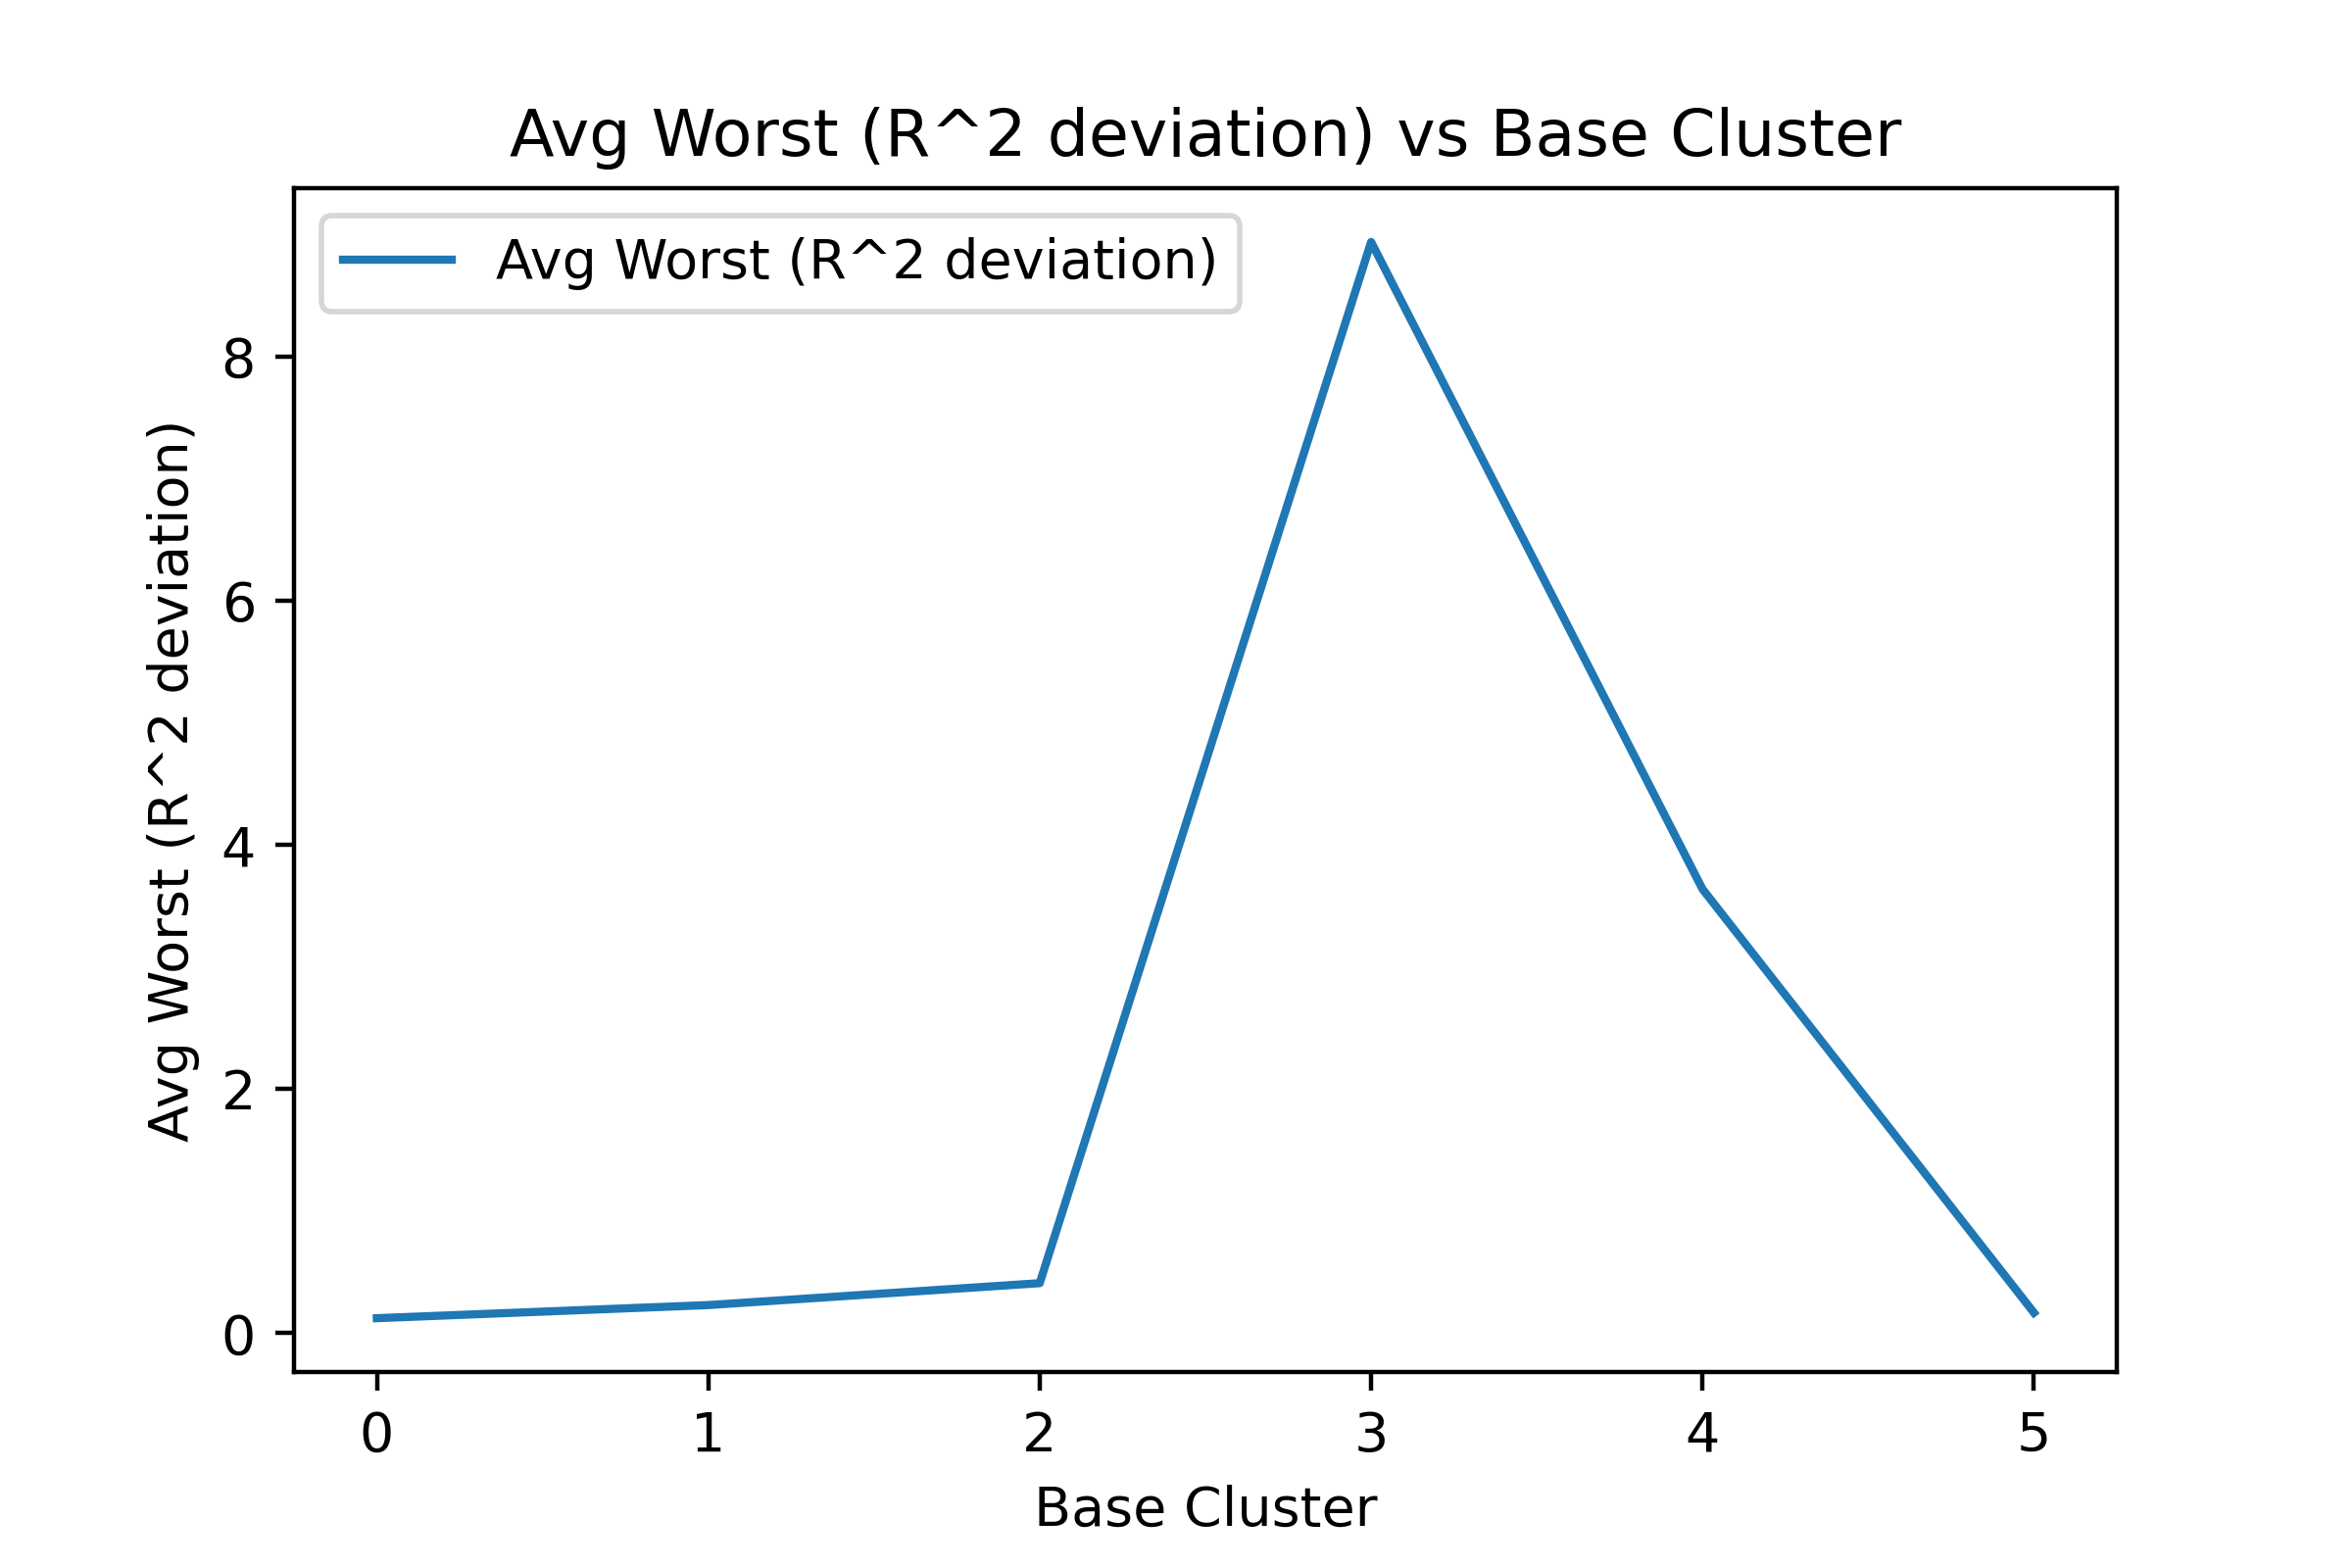 Avg Worst (R^2 deviation) vs Base Cluster
Avg Worst (R^2 deviation)
Avg Worst (R^2 deviation)
8
6
4
2
0
0 1 2 3 4 5
Base Cluster